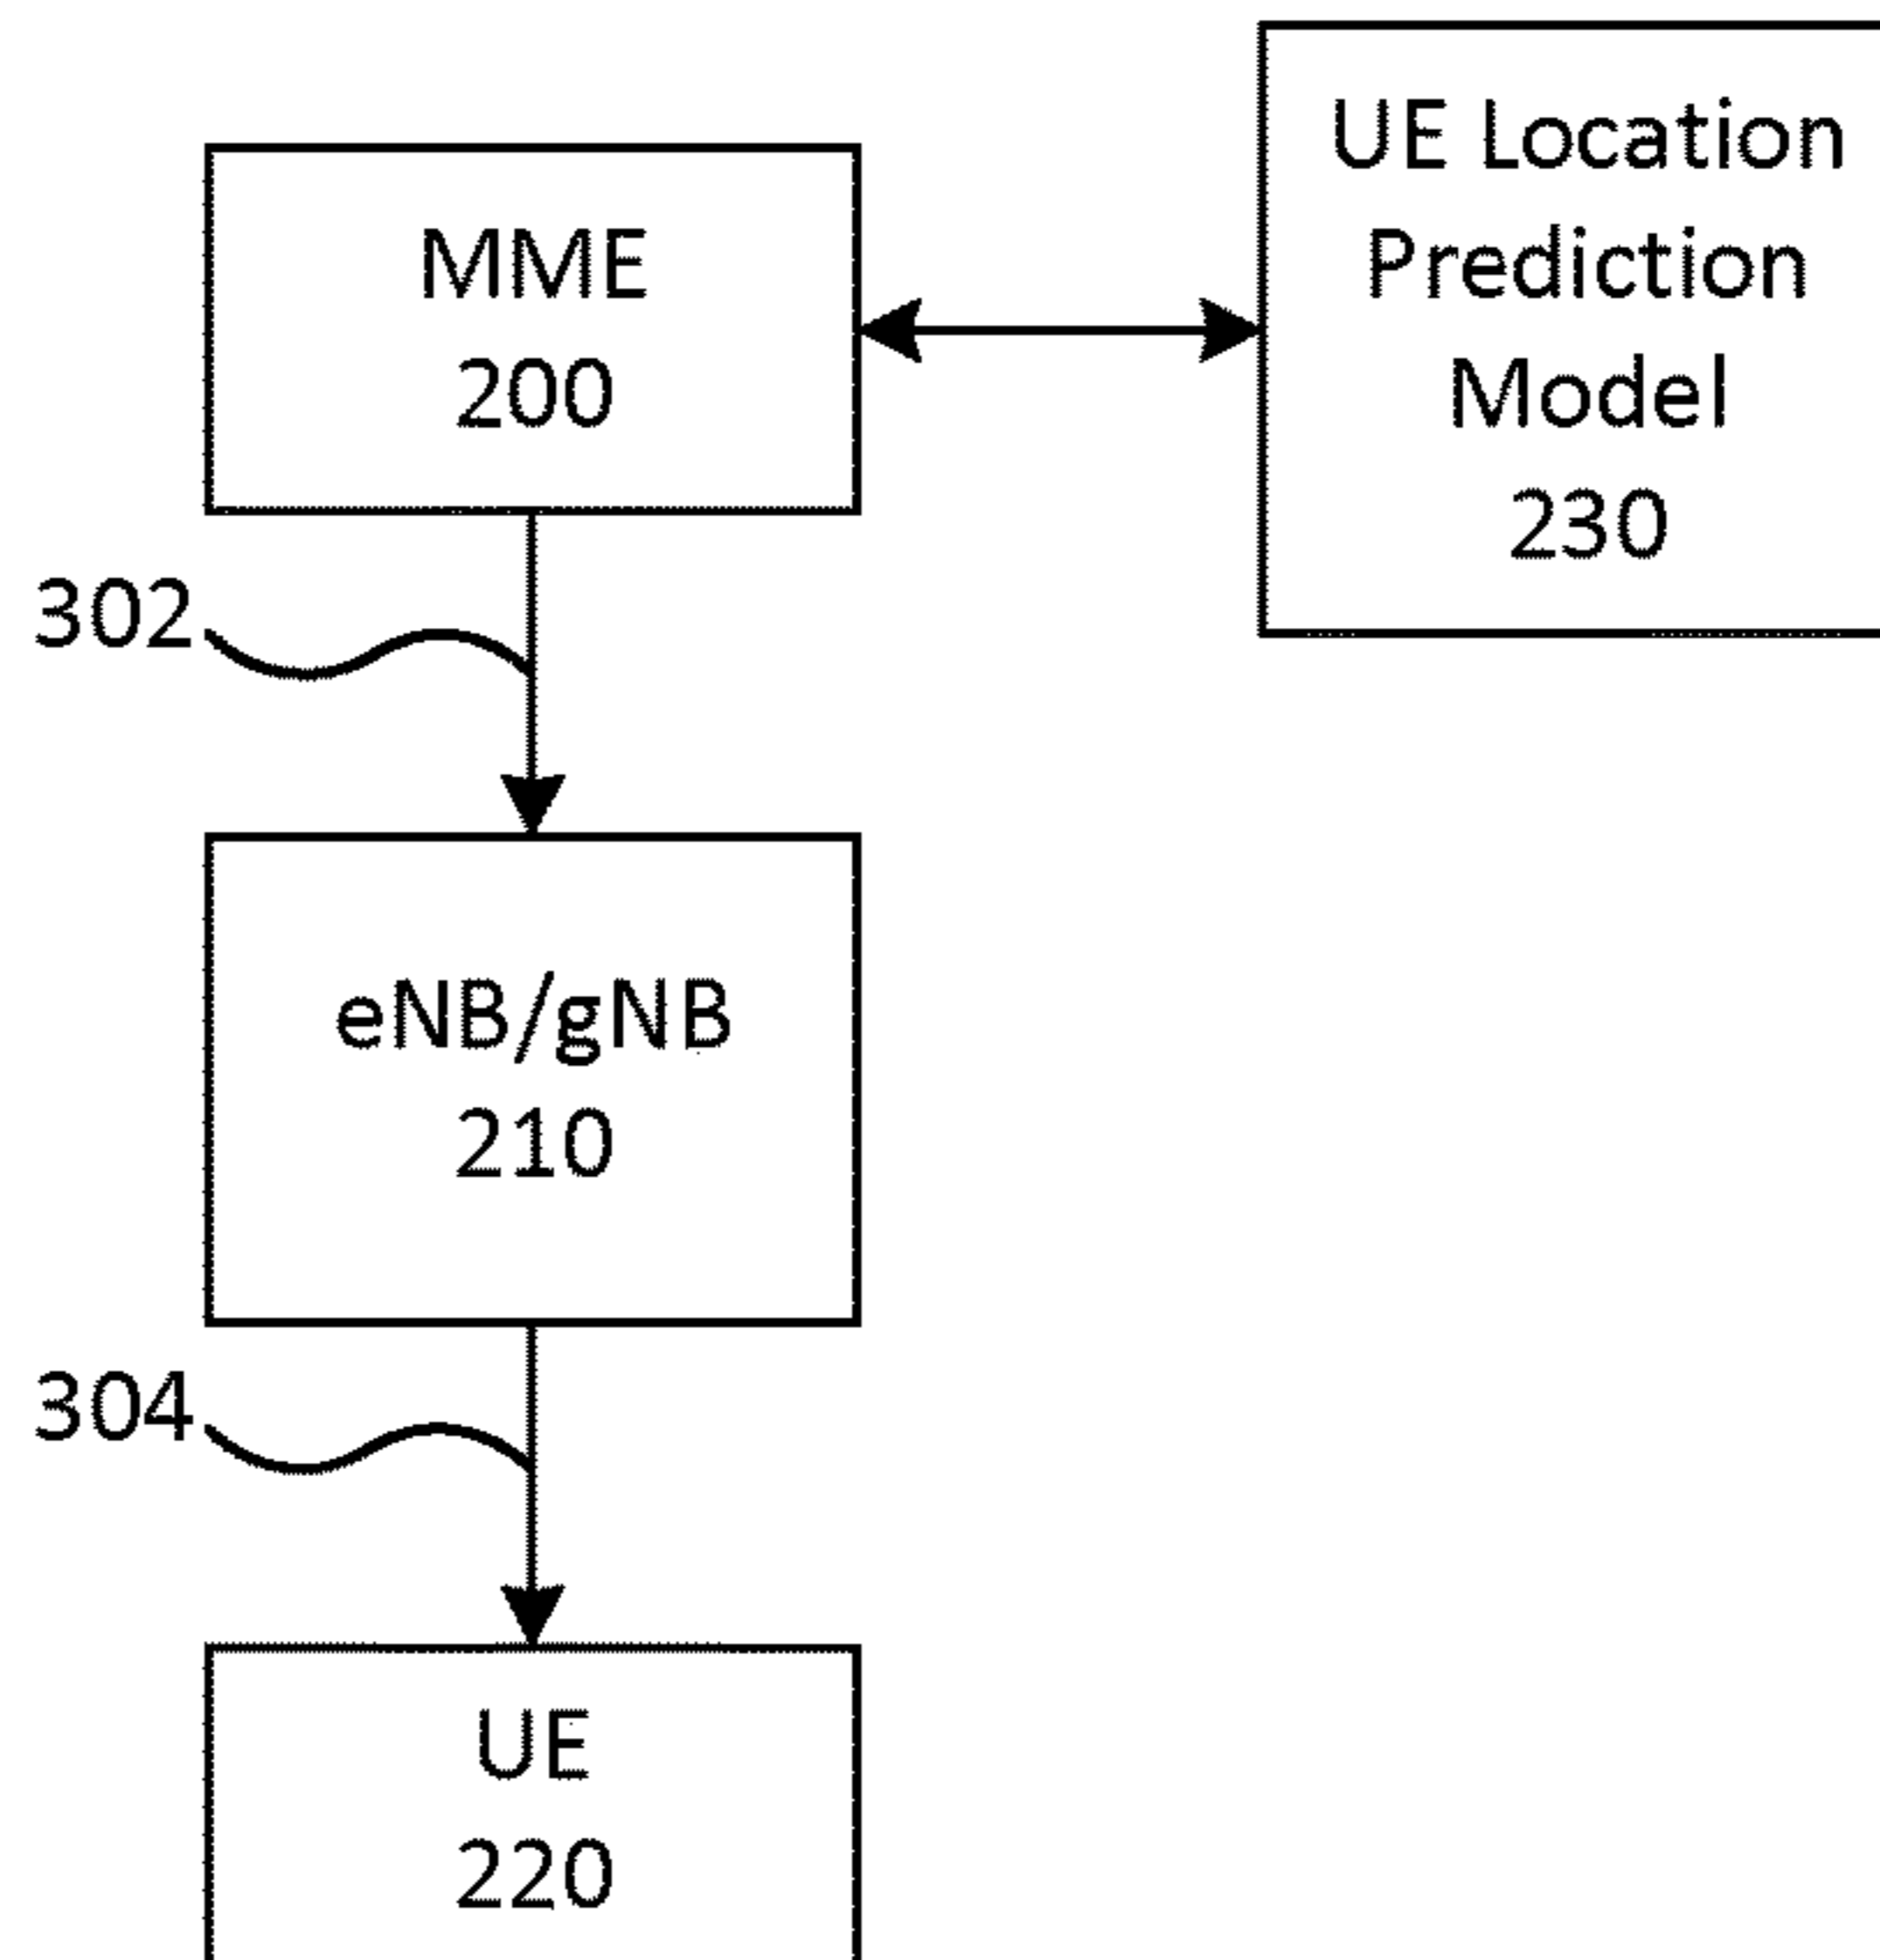 MME
200
UE Location
Prediction
Model
230
302
eNB/gNB
210
304
UE
220